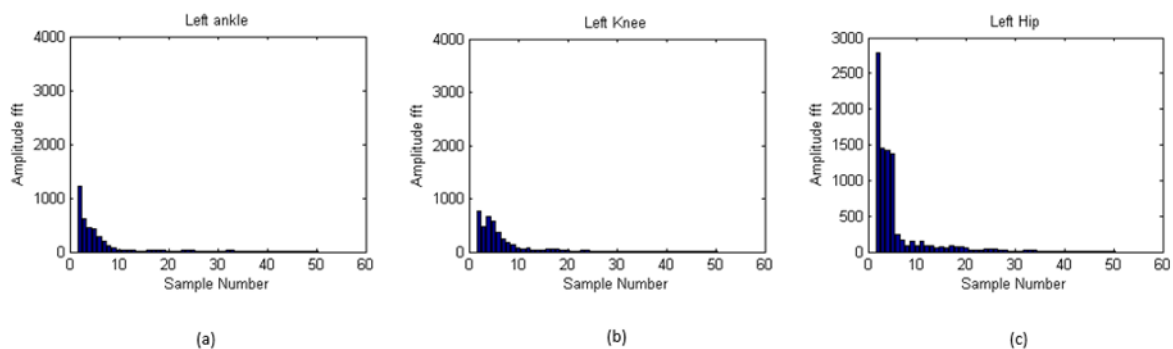 Left ankle
4000
3000
2000
1000
0
Amplitude fft
0 10 20 30 40 50 60
Sample Number
(a)
Left Knee
4000
3000
2000
1000
0
Amplitude fft
0 10 20 30 40 50 60
Sample Number
(b)
Left Hip
3000
2500
2000
1500
1000
500
0
Amplitude fft
0 10 20 30 40 50 60
Sample Number
(c)